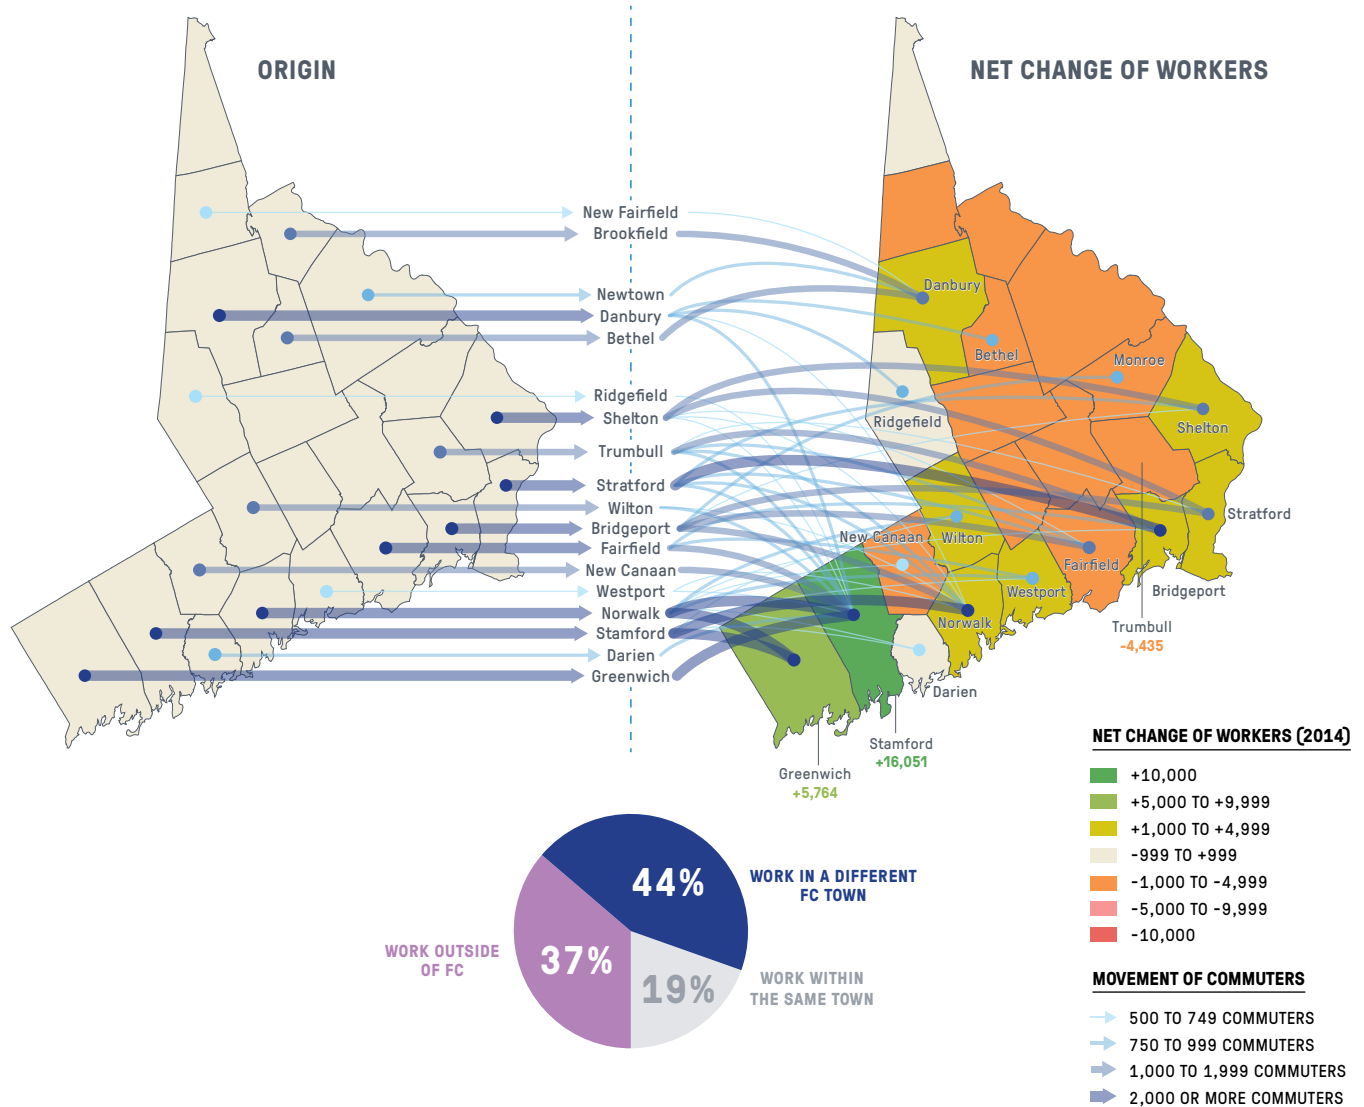 ORIGIN
NET CHANGE OF WORKERS
New Fairfield
Brookfield
Newtown
Danbury
Bethel
Ridgefield
Shelton
Trumbull
Stratford
Wilton
Bridgeport
Fairfield
New Canaan
Westport
Norwalk
Stamford
Darien
Greenwich
Danbury
Bethel
Monroe
Ridgefield
Shelton
Stratford
New Canaan
Wilton
Fairfield
Westport
Bridgeport
Norwalk
Trumbull
-4,435
Darien
Stamford
+16,051
Greenwich
+5,764
NET CHANGE OF WORKERS (2014)
+10,000
+5,000 TO +9,999
+1,000 TO +4,999
-999 TO +999
-1,000 TO -4,999
-5,000 TO -9,999
-10,000
MOVEMENT OF COMMUTERS
500 TO 749 COMMUTERS
750 TO 999 COMMUTERS
1,000 TO 1,999 COMMUTERS
2,000 OR MORE COMMUTERS
44%
WORK IN A DIFFERENT
FC TOWN
37%
WORK OUTSIDE
OF FC
19%
WORK WITHIN
THE SAME TOWN